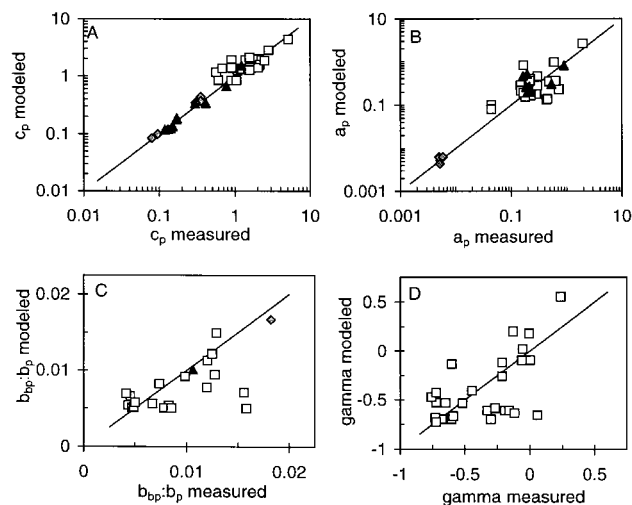 A
c_p modeled
10
1
0.1
0.01
0.01 0.1 1 10
c_p measured
B
a_p modeled
10
0.1
0.001
0.001 0.1 10
a_p measured
C
b_bp:b_p modeled
0.02
0.01
0
0 0.01 0.02
b_bp:b_p measured
D
gamma modeled
0.5
0
-0.5
-1
-1 -0.5 0 0.5
gamma measured